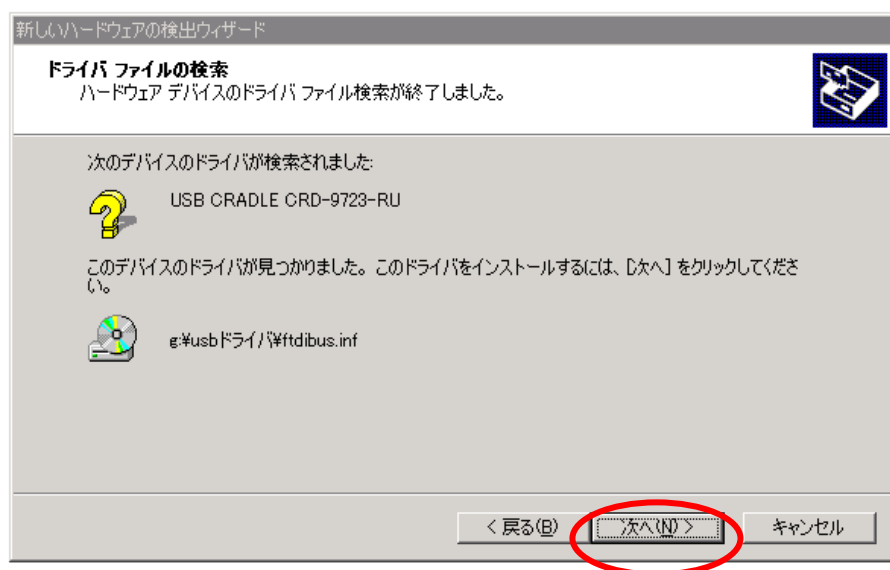 新しいハードウェアの検出ウィザード
ドライバ ファイルの検索
ハードウェア デバイスのドライバ ファイル検索が終了しました。
次のデバイスのドライバが検索されました:
USB CRADLE CRD-9723-RU
このデバイスのドライバが見つかりました。このドライバをインストールするには、[次へ] をクリックしてくださ
い。
g:¥usbドライバ¥ftdibus.inf
< 戻る(B) 次へ(N) > キャンセル